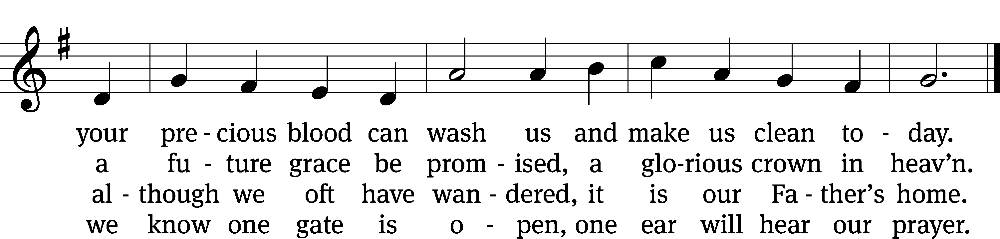 your pre - cious blood can wash us and make us clean to - day.
a fu - ture grace be prom - ised, a glo-rious crown in heav’n.
al - though we oft have wan - dered, it is our Fa - ther’s home.
we know one gate is o - pen, one ear will hear our prayer.